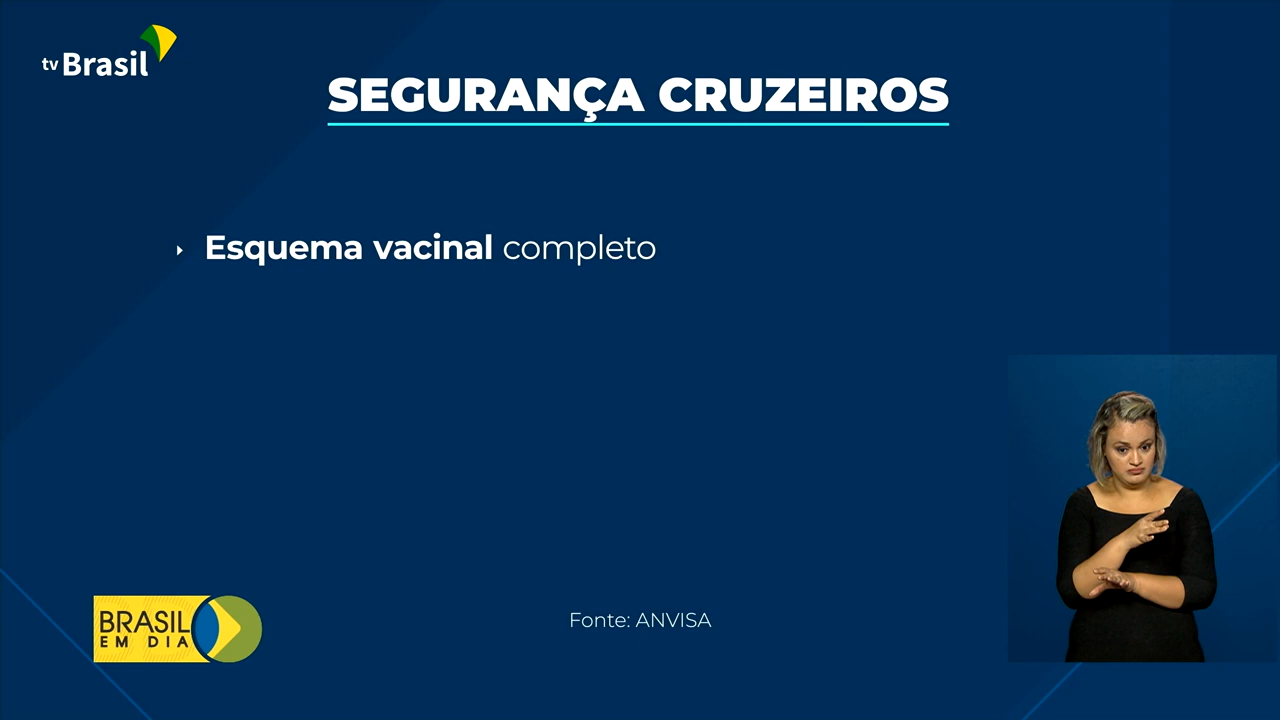 tv Brasil
SEGURANÇA CRUZEIROS
Esquema vacinal completo
Fonte: ANVISA
BRASIL
EM DIA